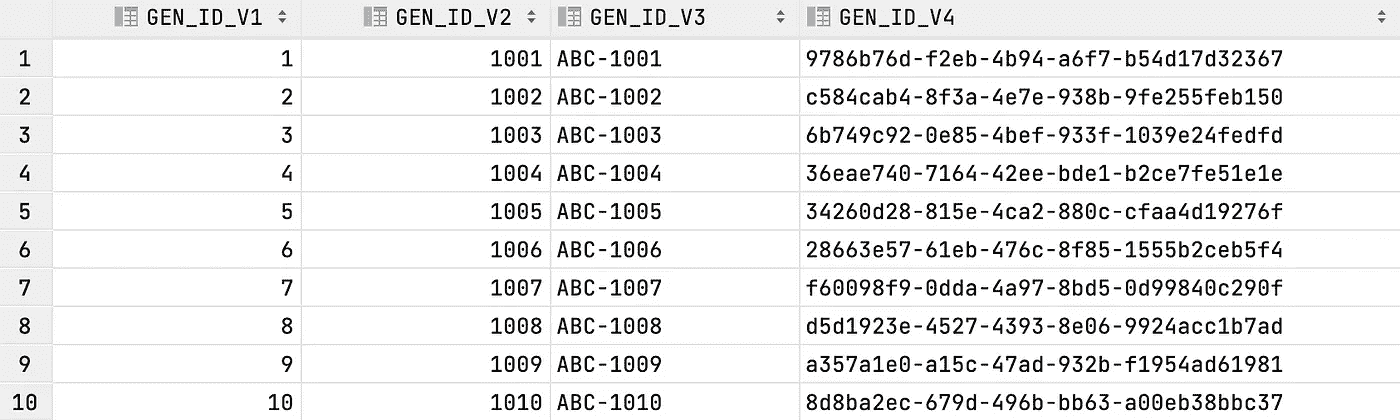 GEN_ID_V1 GEN_ID_V2 GEN_ID_V3 GEN_ID_V4
1 1 1001 ABC-1001 9786b76d-f2eb-4b94-a6f7-b54d17d32367
2 2 1002 ABC-1002 c584cab4-8f3a-4e7e-938b-9fe255feb150
3 3 1003 ABC-1003 6b749c92-0e85-4bef-933f-1039e24fedfd
4 4 1004 ABC-1004 36eae740-7164-42ee-bde1-b2ce7fe51e1e
5 5 1005 ABC-1005 34260d28-815e-4ca2-880c-cfaa4d19276f
6 6 1006 ABC-1006 28663e57-61eb-476c-8f85-1555b2ceb5f4
7 7 1007 ABC-1007 f60098f9-0dda-4a97-8bd5-0d99840c290f
8 8 1008 ABC-1008 d5d1923e-4527-4393-8e06-9924acc1b7ad
9 9 1009 ABC-1009 a357a1e0-a15c-47ad-932b-f1954ad61981
10 10 1010 ABC-1010 8d8ba2ec-679d-496b-bb63-a00eb38bbc37